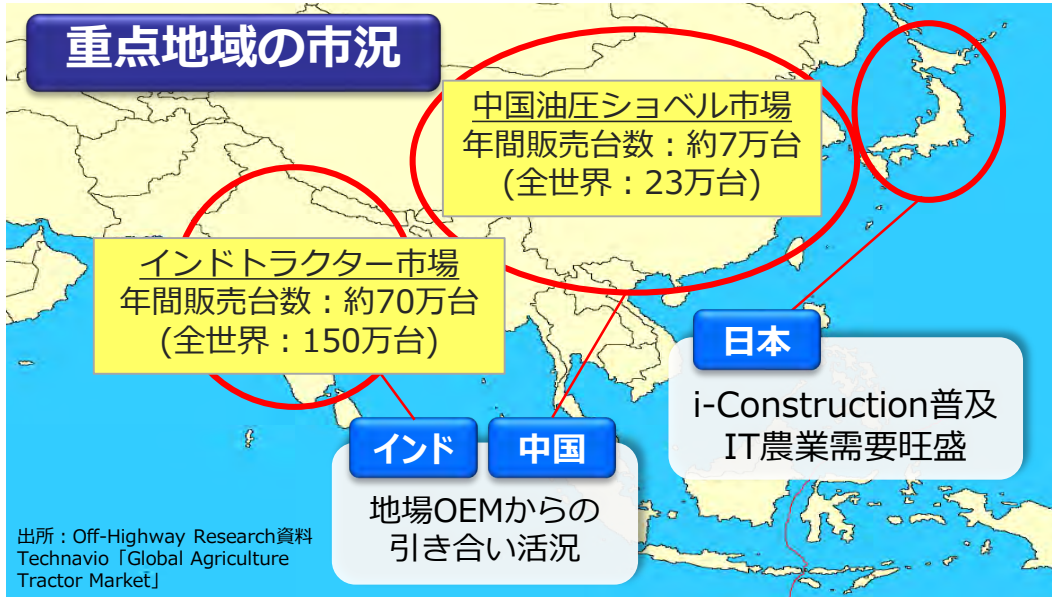 重点地域の市況
中国油圧ショベル市場
年間販売台数：約7万台
(全世界：23万台)
インドトラクター市場
年間販売台数：約70万台
(全世界：150万台)
日本
i-Construction普及
IT農業需要旺盛
インド
中国
地場OEMからの
引き合い活況
出所：Off-Highway Research資料
Technavio「Global Agriculture
Tractor Market」